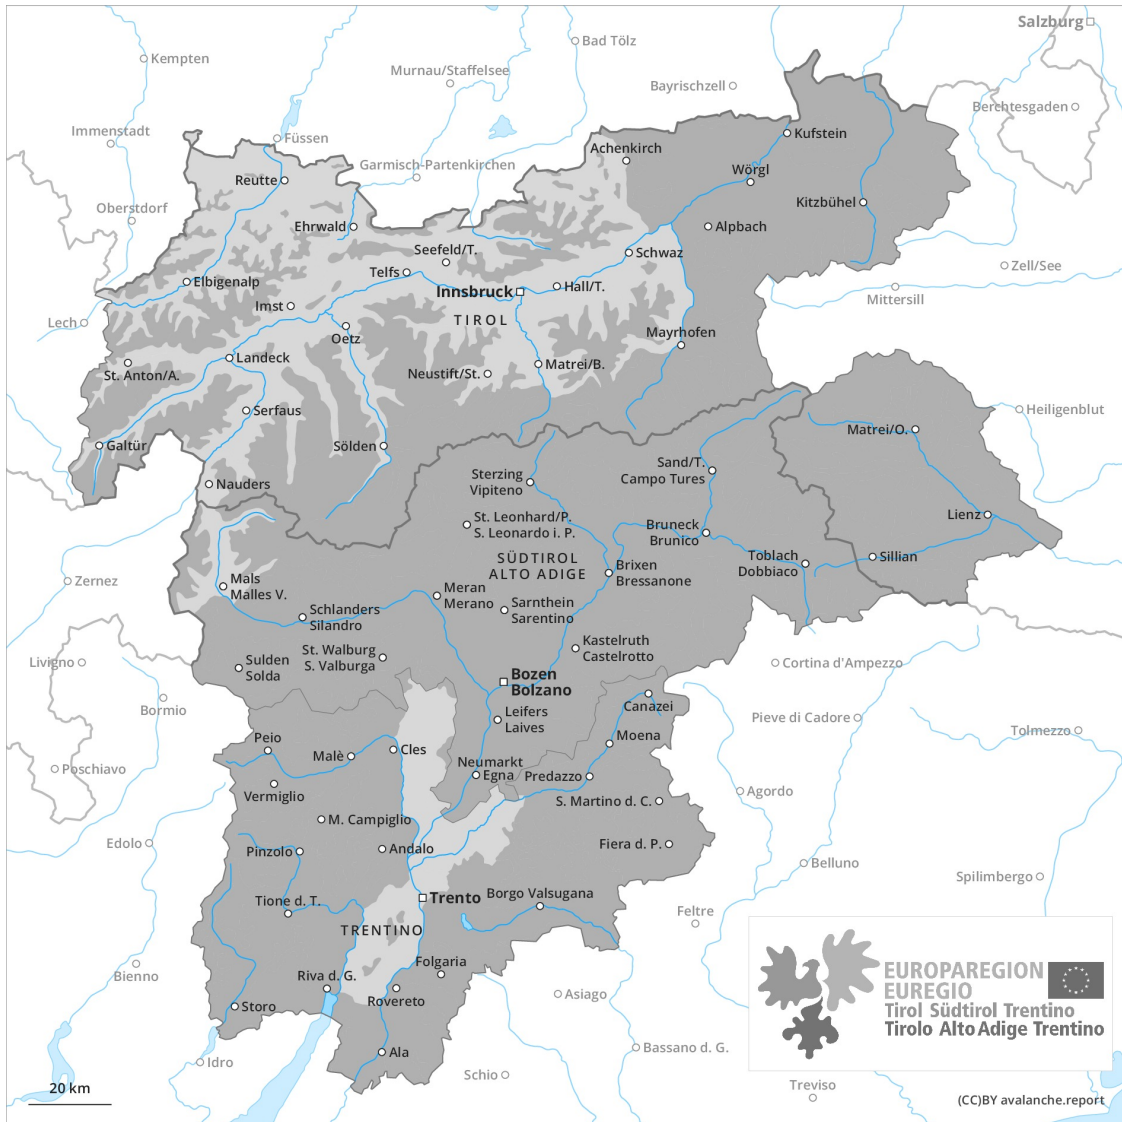 Salzburg
Bad Tölz
Kempten
Murnau/Staffelsee
Bayrischzell
Berchtesgaden
Immenstadt
Füssen
Kufstein
Achenkirch
Garmisch-Partenkirchen
Wörgl
Reutte
Kitzbühel
Oberstdorf
Ehrwald
Alpbach
Seefeld/T.
Schwaz
Zell/See
Telfs
Elbigenalp
Hall/T.
Innsbruck
Mittersill
Imst
TIROL
Lech
Mayrhofen
Oetz
Landeck
Matrei/B.
St. Anton/A.
Neustift/St.
Serfaus
Heiligenblut
Matrei/O.
Galtür
Sölden
Sterzing
Vipiteno
Sand/T.
Campo Tures
Nauders
St. Leonhard/P.
S. Leonardo i. P.
Lienz
Bruneck
Brunico
SÜDTIROL
ALTO ADIGE
Toblach
Dobbiaco
Sillian
Brixen
Bressanone
Zernez
Mals
Malles V.
Meran
Merano
Sarnthein
Sarentino
Schlanders
Silandro
Kastelruth
Castelrotto
St. Walburg
S. Valburga
Livigno
Sulden
Solda
Cortina d'Ampezzo
Bozen
Bolzano
Bormio
Canazei
Leifers
Laives
Pieve di Cadore
Tolmezzo
Peio
Moena
Cles
Malè
Neumarkt
Egna
Predazzo
Poschiavo
Vermiglio
Agordo
S. Martino d. C.
M. Campiglio
Edolo
Fiera d. P.
Pinzolo
Andalo
Belluno
Spilimbergo
Borgo Valsugana
Trento
Tione d. T.
Feltre
TRENTINO
Folgaria
Bienno
Riva d. G.
Rovereto
Asiago
Storo
EUROPAREGION
EUREGIO
Tirol Südtirol Trentino
Tirolo Alto Adige Trentino
Ala
Idro
Bassano d. G.
Schio
Treviso
20 km
(CC)BY avalanche.report